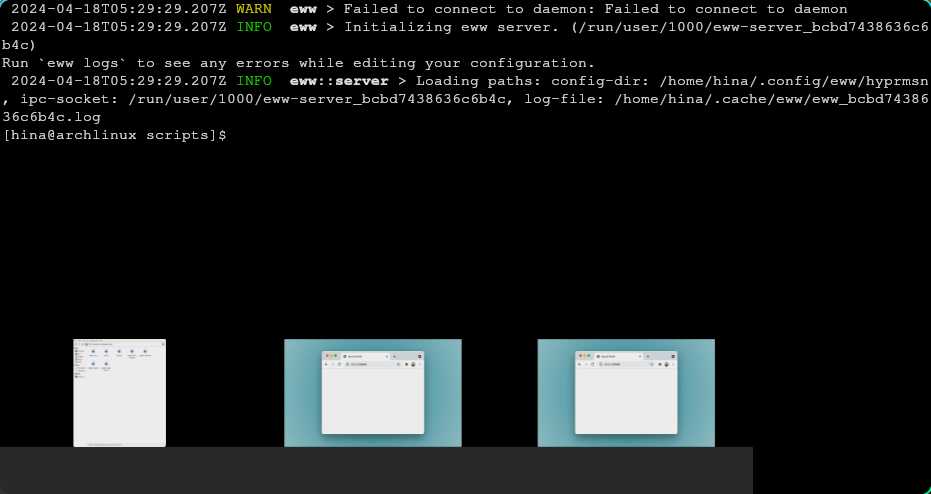 2024-04-18T05:29:29.207Z WARN  eww > Failed to connect to daemon: Failed to connect to daemon
2024-04-18T05:29:29.207Z INFO  eww > Initializing eww server. (/run/user/1000/eww-server_bcbd7438636c6
b4c)
Run `eww logs` to see any errors while editing your configuration.
2024-04-18T05:29:29.207Z INFO  eww::server > Loading paths: config-dir: /home/hina/.config/eww/hyprmsn
, ipc-socket: /run/user/1000/eww-server_bcbd7438636c6b4c, log-file: /home/hina/.cache/eww/eww_bcbd74386
36c6b4c.log
[hina@archlinux scripts]$